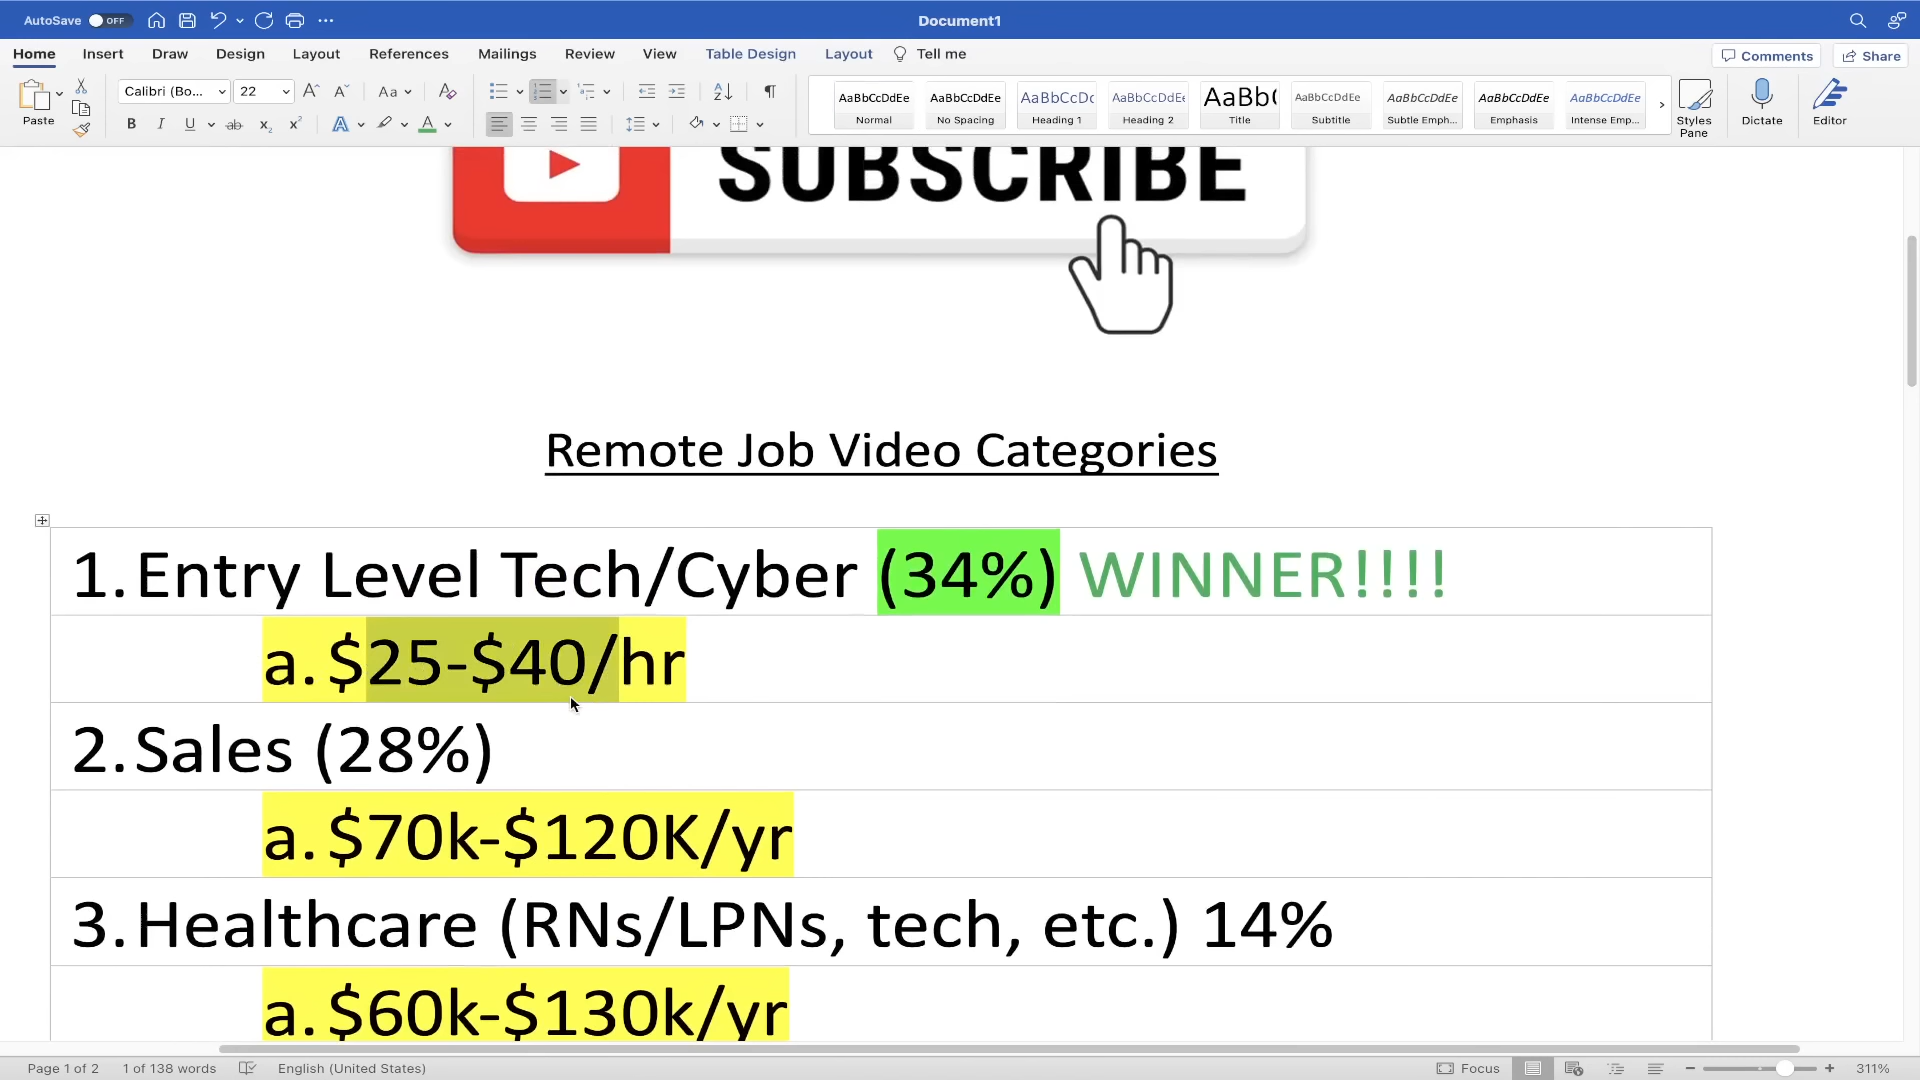 AutoSave OFF Document1
Home Insert Draw Design Layout References Mailings Review View Table Design Layout Tell me Comments Share
Paste Calibri (Bo... 22 Aa
AaBbCcDdEe AaBbCcDdEe AaBbCcDc AaBbCcDdEe AaBb( AaBbCcDdEe AaBbCcDdEe AaBbCcDdEe AaBbCcDdEe
Normal No Spacing Heading 1 Heading 2 Title Subtitle Subtle Emph... Emphasis Intense Emp... Styles Pane Dictate Editor
SUBSCRIBE
Remote Job Video Categories
1. Entry Level Tech/Cyber (34%) WINNER!!!!
a. $25-$40/hr
2. Sales (28%)
a. $70k-$120K/yr
3. Healthcare (RNs/LPNs, tech, etc.) 14%
a. $60k-$130k/yr
Page 1 of 2 1 of 138 words English (United States) Focus 311%